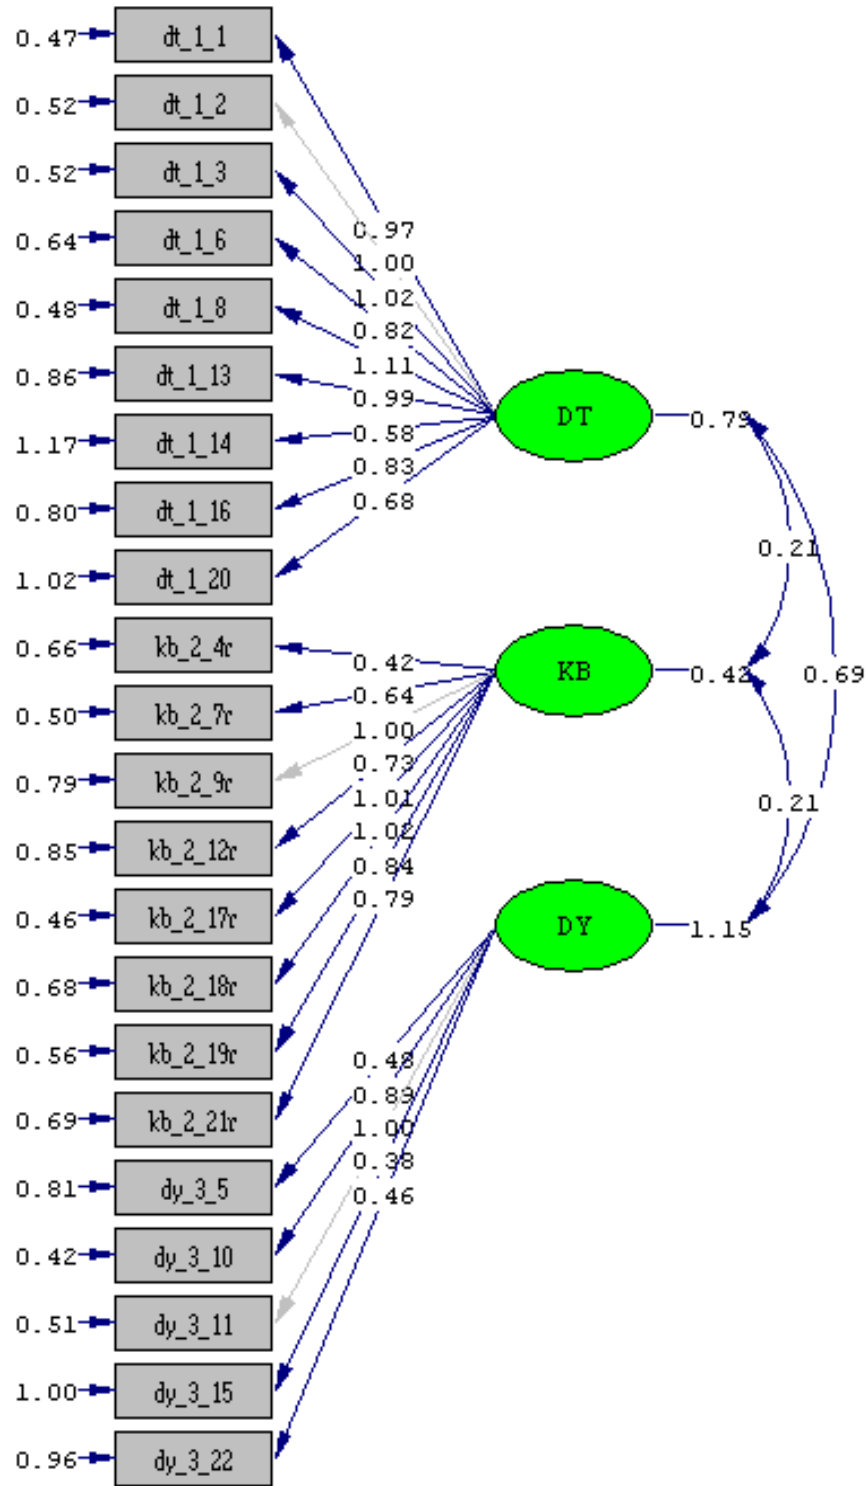 0.47 dt_1_1
0.52 dt_1_2
0.52 dt_1_3
0.64 dt_1_6
0.48 dt_1_8
0.86 dt_1_13
1.17 dt_1_14
0.80 dt_1_16
1.02 dt_1_20
0.66 kb_2_4r
0.50 kb_2_7r
0.79 kb_2_9r
0.85 kb_2_12r
0.46 kb_2_17r
0.68 kb_2_18r
0.56 kb_2_19r
0.69 kb_2_21r
0.81 dy_3_5
0.42 dy_3_10
0.51 dy_3_11
1.00 dy_3_15
0.96 dy_3_22
0.97
1.00
1.02
0.82
1.11
0.99
0.58
0.83
0.68
0.42
0.64
1.00
0.73
1.01
1.02
0.84
0.79
0.48
0.89
1.00
0.38
0.46
DT 0.79
KB 0.42
DY 1.15
0.21
0.69
0.21